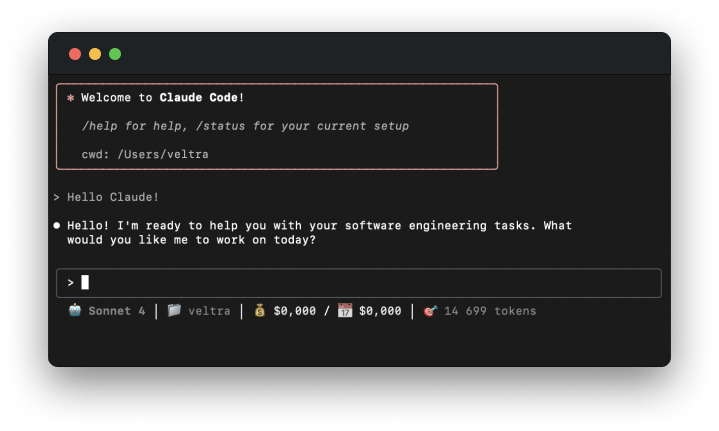 * Welcome to Claude Code!
/help for help, /status for your current setup
cwd: /Users/veltra
> Hello Claude!
● Hello! I'm ready to help you with your software engineering tasks. What
would you like me to work on today?
>
🤖 Sonnet 4 | 📁 veltra | 💰 $0,000 / 📅 $0,000 | 🎯 14 699 tokens